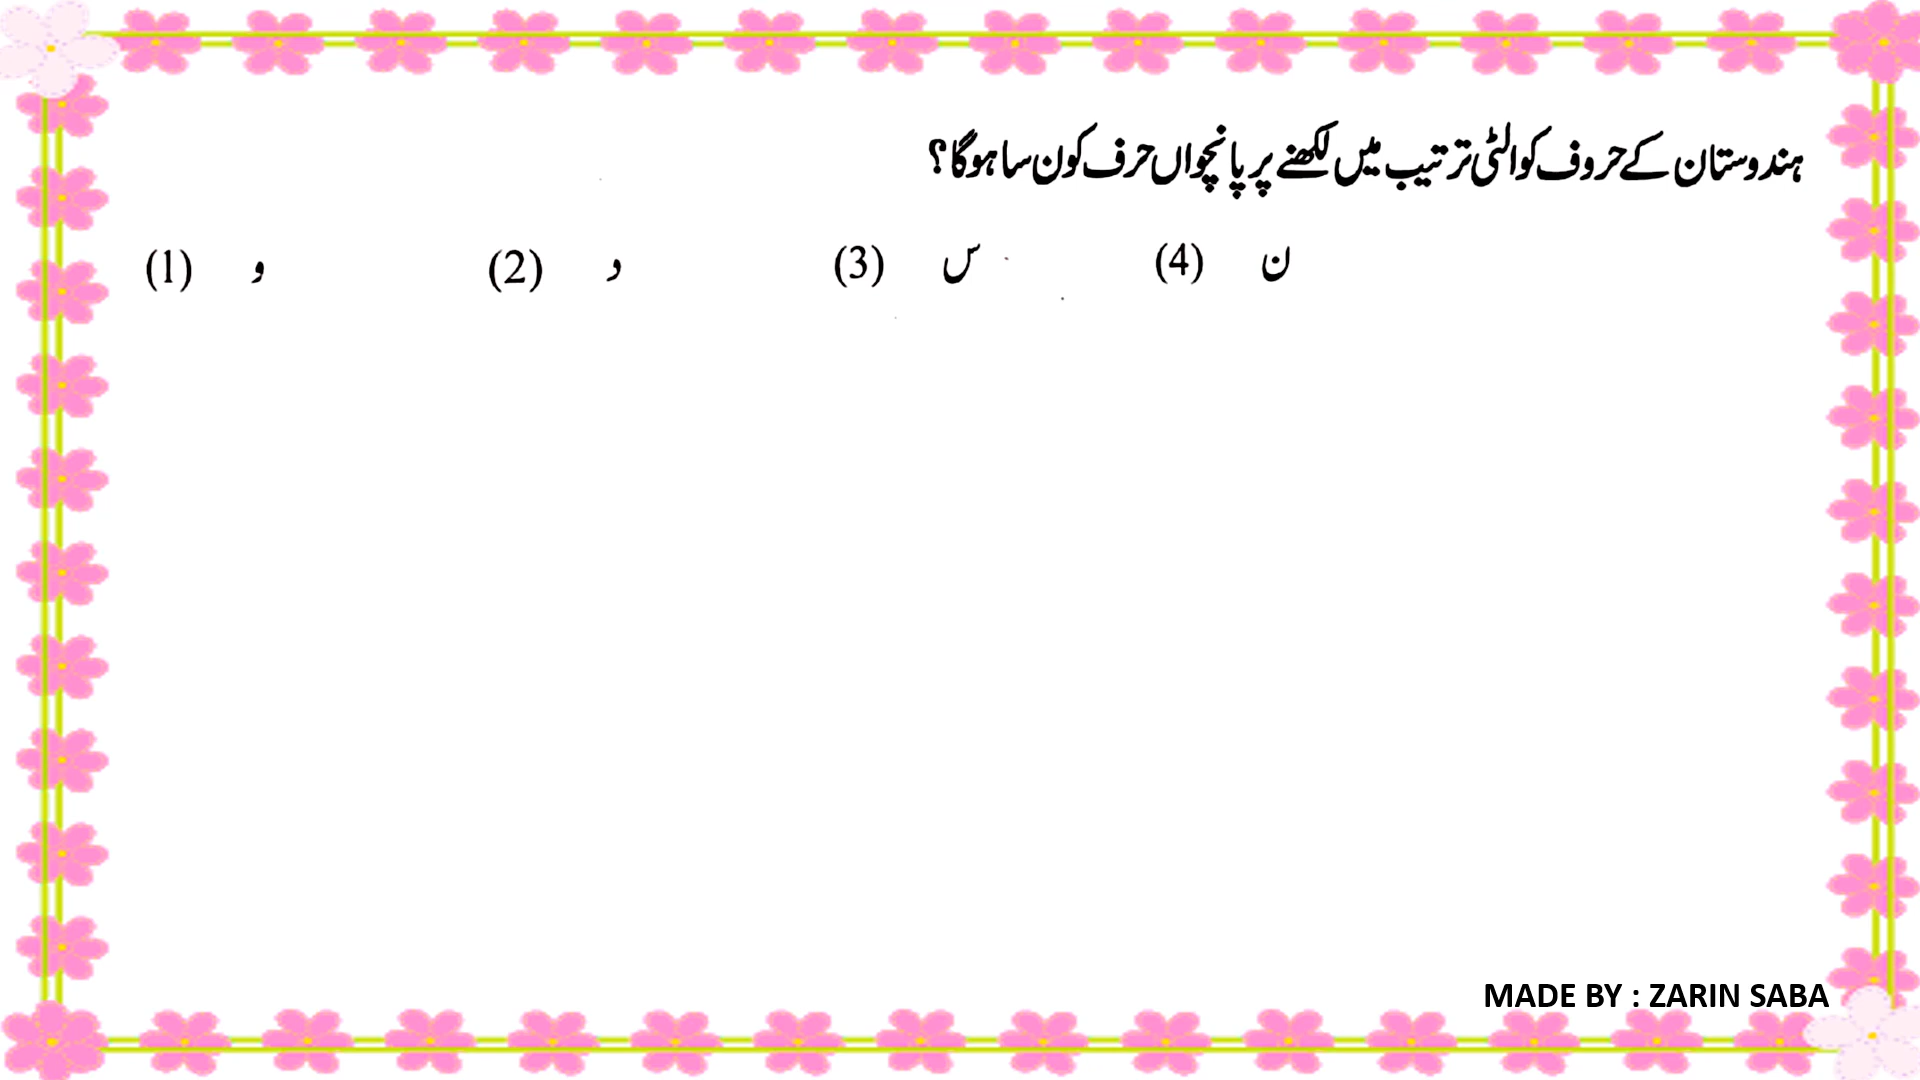 ہندوستان کے حروف کو الٹی ترتیب میں لکھنے پر پانچواں حرف کون سا ہوگا؟
(1) و (2) د (3) س (4) ن
MADE BY : ZARIN SABA